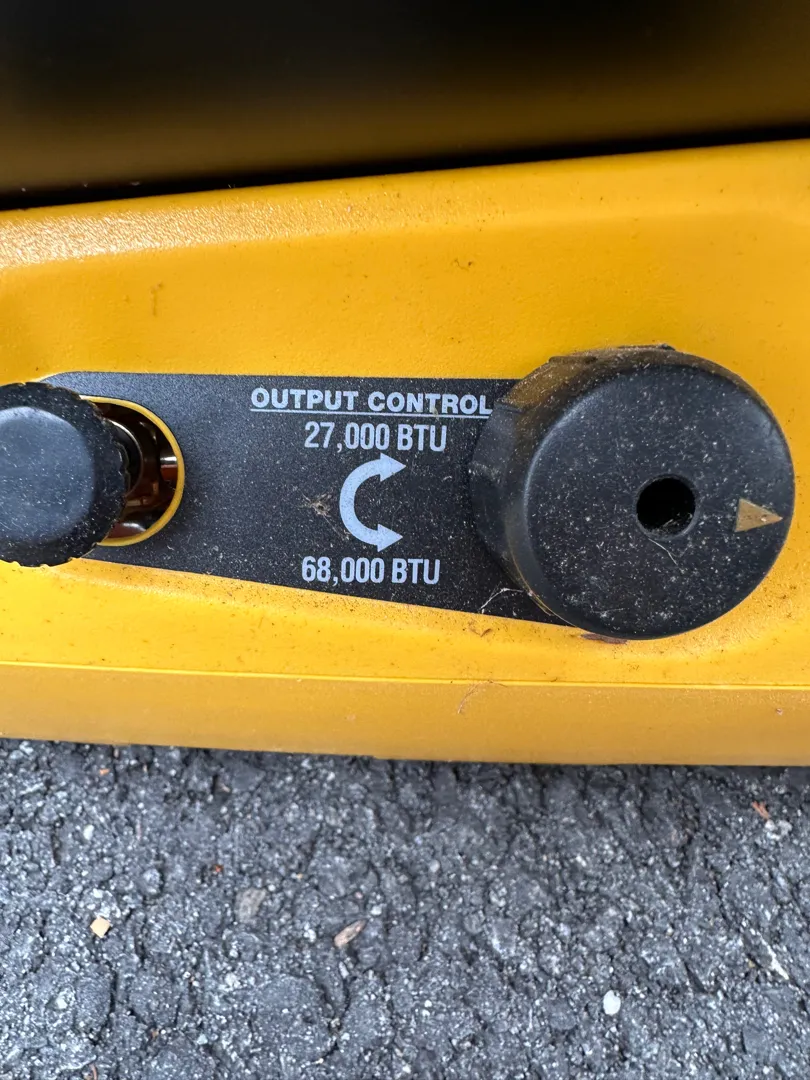 OUTPUT CONTROL
27,000 BTU
68,000 BTU